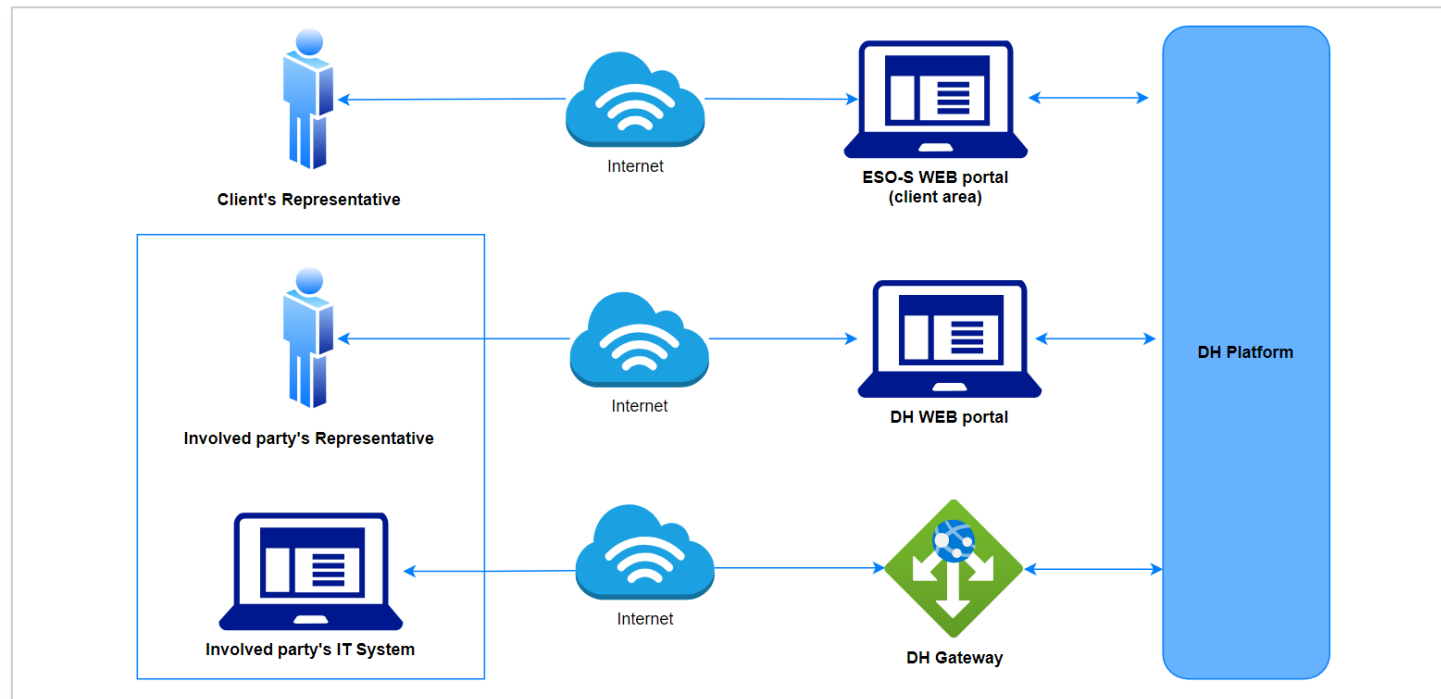 Internet
Client's Representative
ESO-S WEB portal
(client area)
DH Platform
Internet
Involved party's Representative
DH WEB portal
Internet
Involved party's IT System
DH Gateway